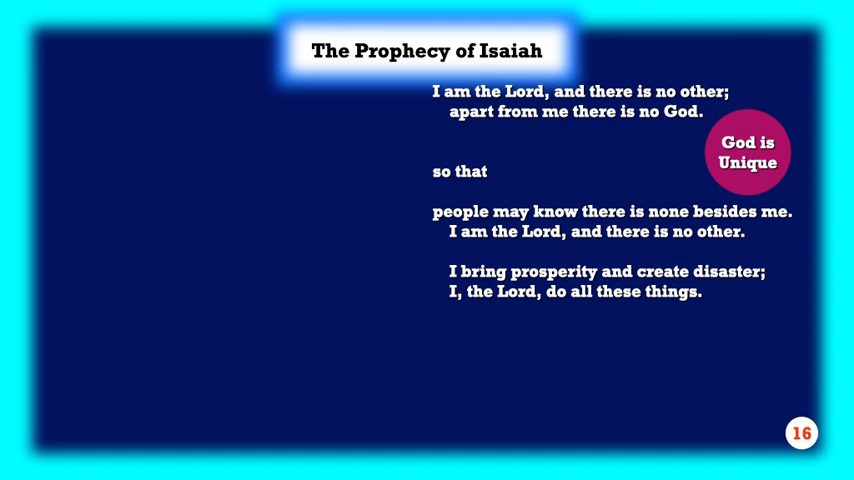 The Prophecy of Isaiah
I am the Lord, and there is no other;
apart from me there is no God.
God is
Unique
so that
people may know there is none besides me.
I am the Lord, and there is no other.
I bring prosperity and create disaster;
I, the Lord, do all these things.
16